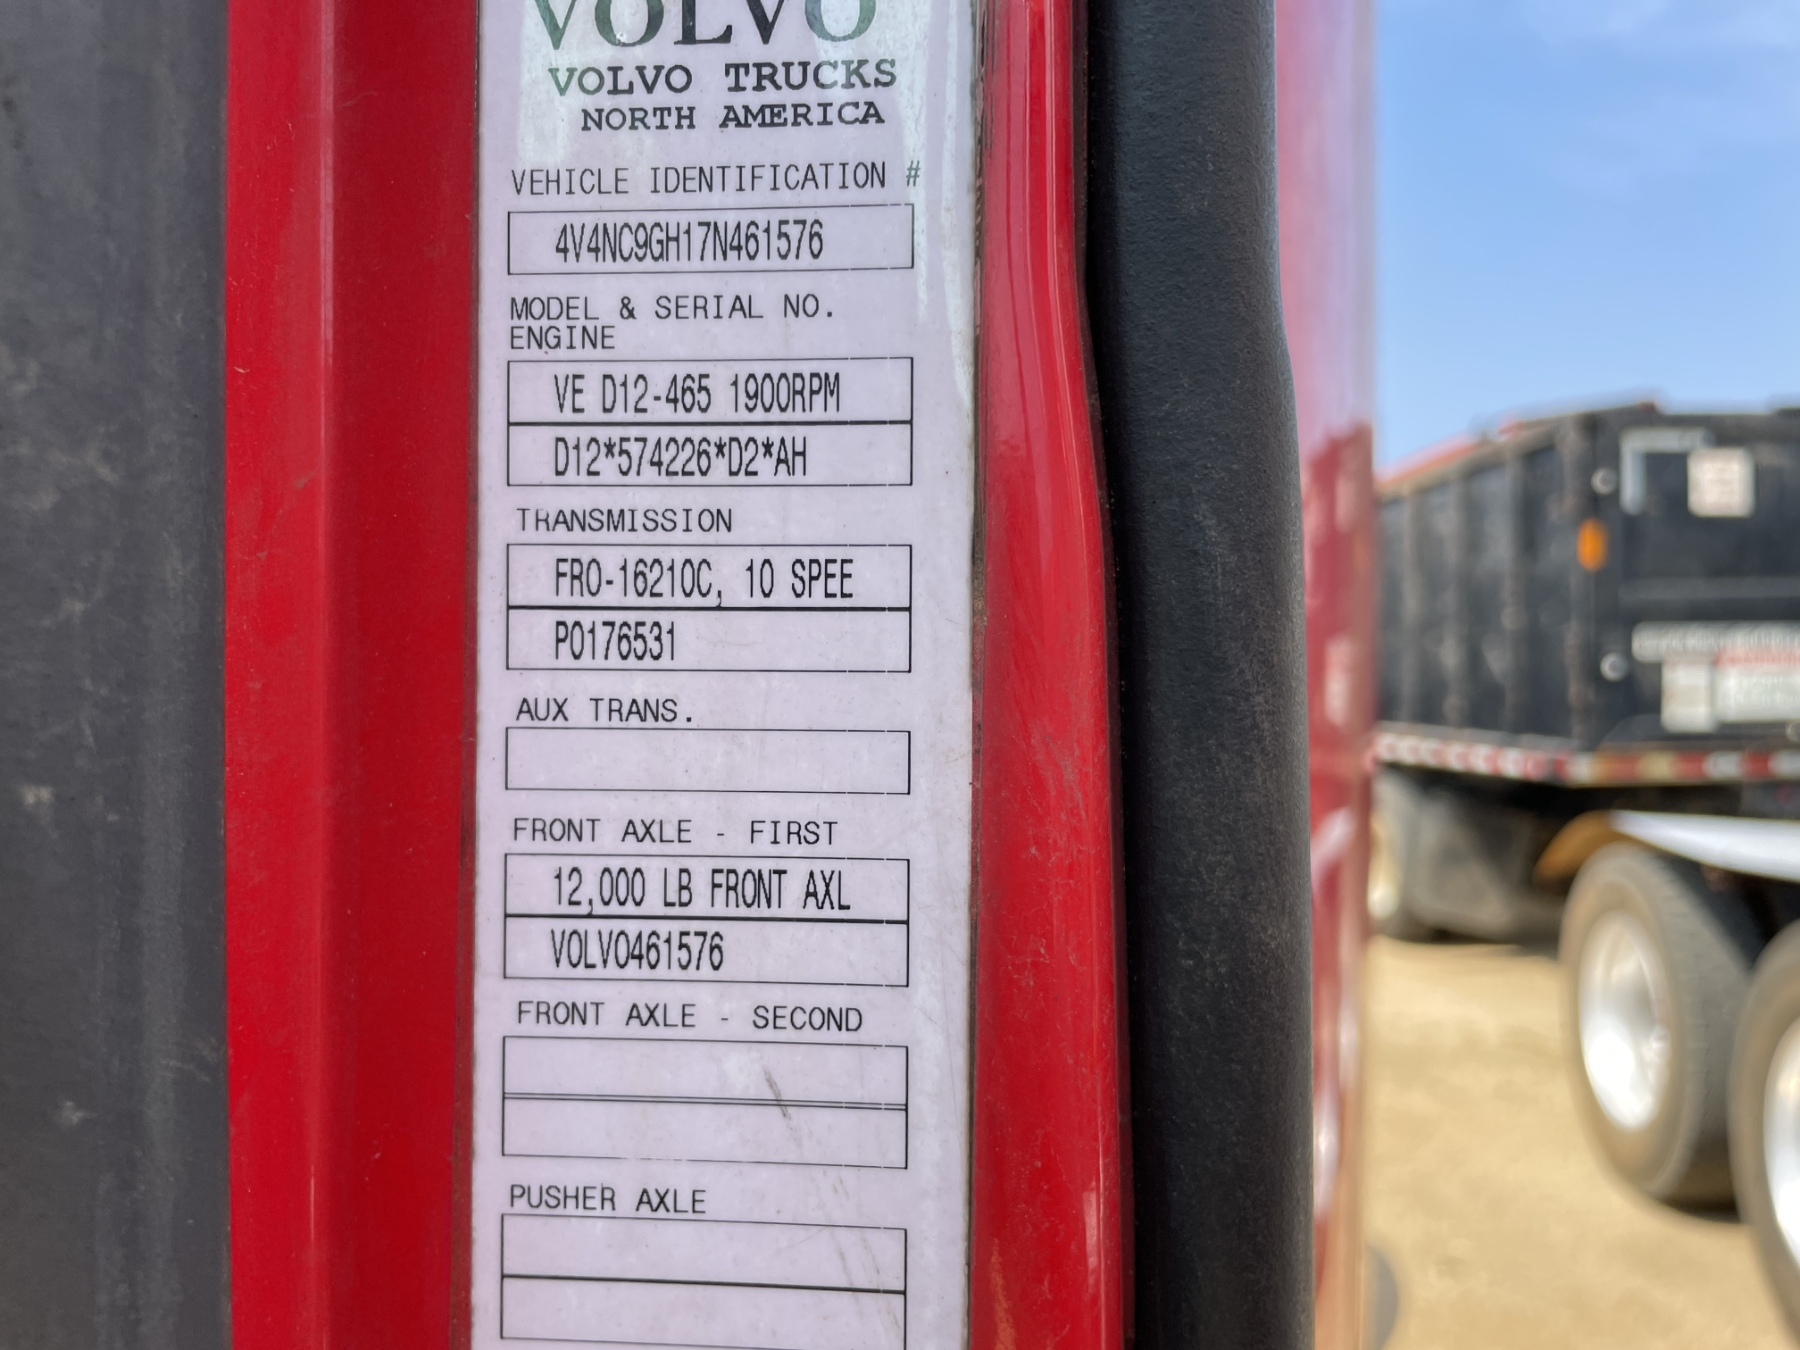 VOLVO
VOLVO TRUCKS
NORTH AMERICA
VEHICLE IDENTIFICATION #
4V4NC9GH17N461576
MODEL & SERIAL NO.
ENGINE
VE D12-465 1900RPM
D12*574226*D2*AH
TRANSMISSION
FRO-16210C, 10 SPEE
P0176531
AUX TRANS.
FRONT AXLE - FIRST
12,000 LB FRONT AXL
VOLVO461576
FRONT AXLE - SECOND
PUSHER AXLE